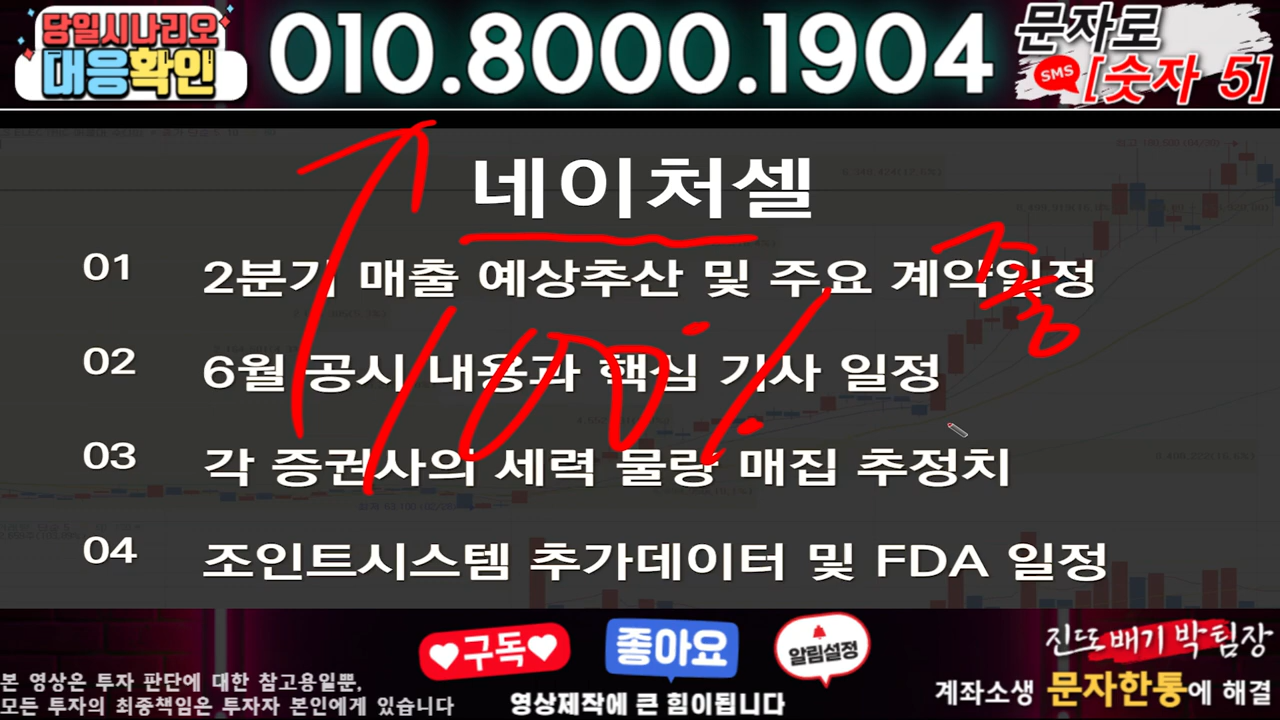 당일시나리오
대응확인
010.8000.1904
문자로
SMS [숫자 5]
네이처셀
01 2분기 매출 예상추산 및 주요 계약일정
02 6월 공시 내용과 핵심 기사 일정
03 각 증권사의 세력 물량 매집 추정치
04 조인트시스템 추가데이터 및 FDA 일정
100%
구독
좋아요
알림설정
영상제작에 큰 힘이됩니다
본 영상은 투자 판단에 대한 참고용일뿐,
모든 투자의 최종책임은 투자자 본인에게 있습니다
진또배기 박팀장
계좌소생 문자한통에 해결